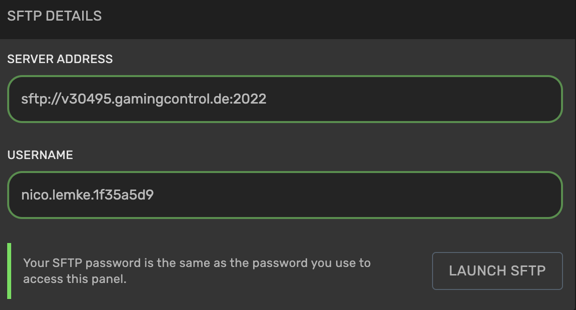 SFTP DETAILS
SERVER ADDRESS
sftp://v30495.gamingcontrol.de:2022
USERNAME
nico.lemke.1f35a5d9
Your SFTP password is the same as the password you use to
access this panel.
LAUNCH SFTP